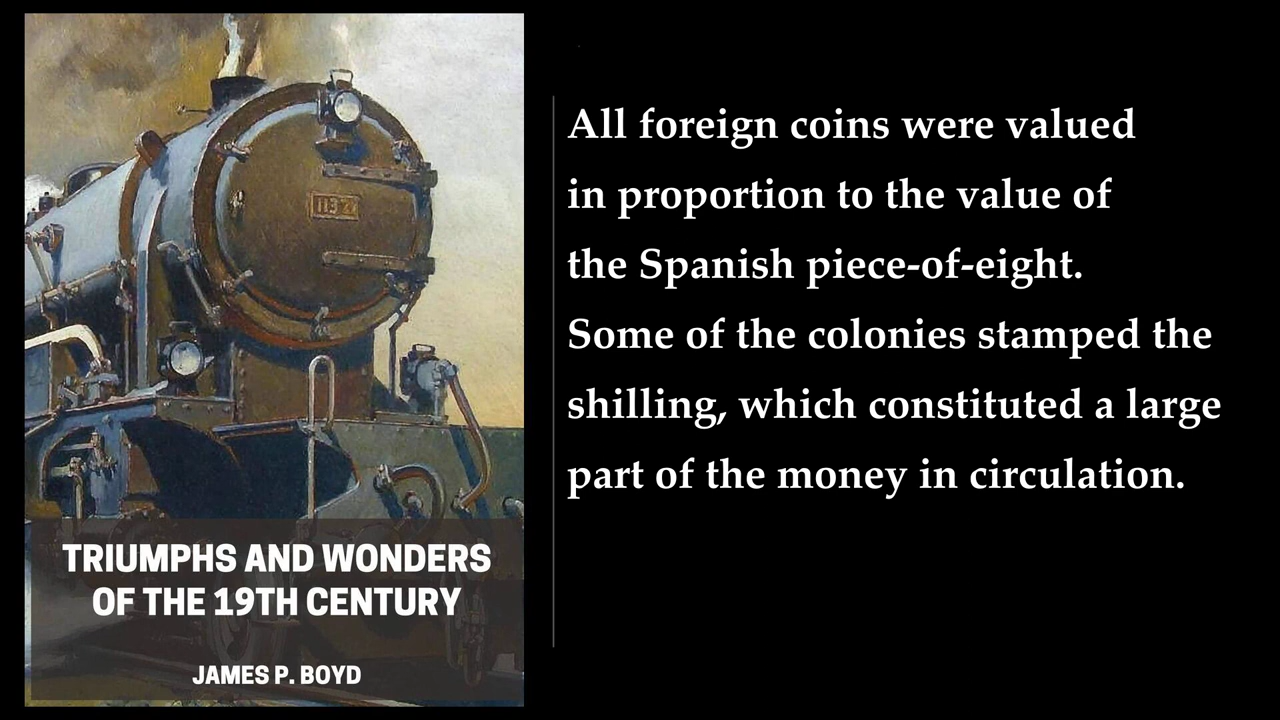 All foreign coins were valued
in proportion to the value of
the Spanish piece-of-eight.
Some of the colonies stamped the
shilling, which constituted a large
part of the money in circulation.
TRIUMPHS AND WONDERS
OF THE 19TH CENTURY
JAMES P. BOYD